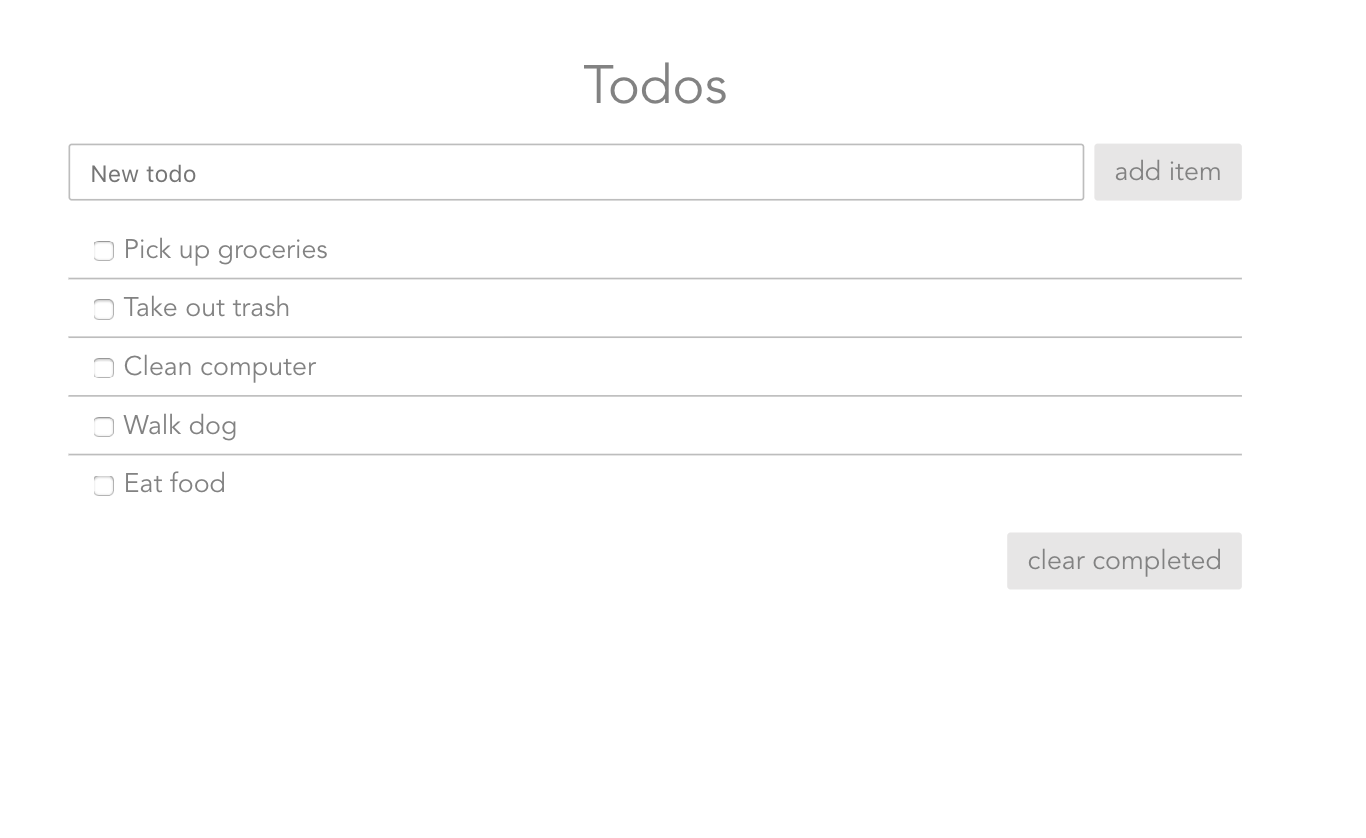 Todos
New todo
add item
Pick up groceries
Take out trash
Clean computer
Walk dog
Eat food
clear completed